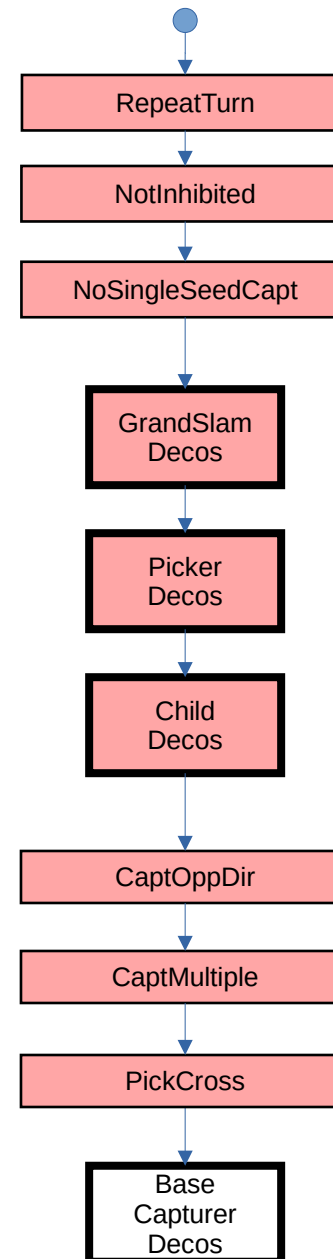 RepeatTurn
NotInhibited
NoSingleSeedCapt
GrandSlam
Decos
Picker
Decos
Child
Decos
CaptOppDir
CaptMultiple
PickCross
Base
Capturer
Decos